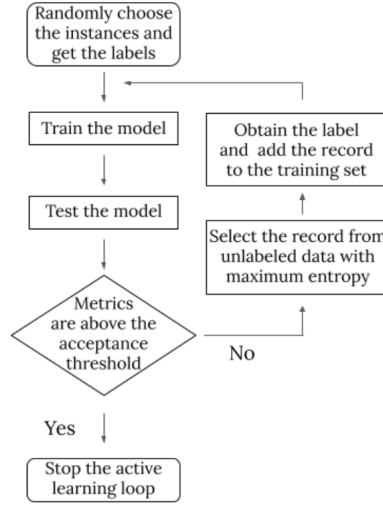 Randomly choose
the instances and
get the labels
Train the model
Test the model
Metrics
are above the
acceptance
threshold
No
Select the record from
unlabeled data with
maximum entropy
Obtain the label
and add the record
to the training set
Yes
Stop the active
learning loop